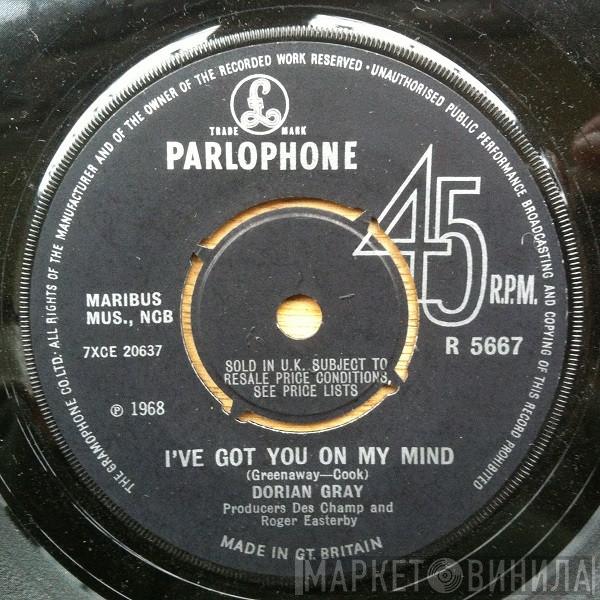 THE GRAMOPHONE CO.LTD. · ALL RIGHTS OF THE MANUFACTURER AND OF THE OWNER OF THE RECORDED WORK RESERVED · UNAUTHORISED PUBLIC PERFORMANCE BROADCASTING AND COPYING OF THIS RECORD PROHIBITED
£
TRADE MARK
PARLOPHONE
45 R.P.M.
MARIBUS
MUS., NCB
7XCE 20637
R 5667
SOLD IN U.K. SUBJECT TO
RESALE PRICE CONDITIONS,
SEE PRICE LISTS
℗ 1968
I'VE GOT YOU ON MY MIND
(Greenaway—Cook)
DORIAN GRAY
Producers Des Champ and
Roger Easterby
MADE IN GT. BRITAIN
МАРКЕТ ВИНИЛА